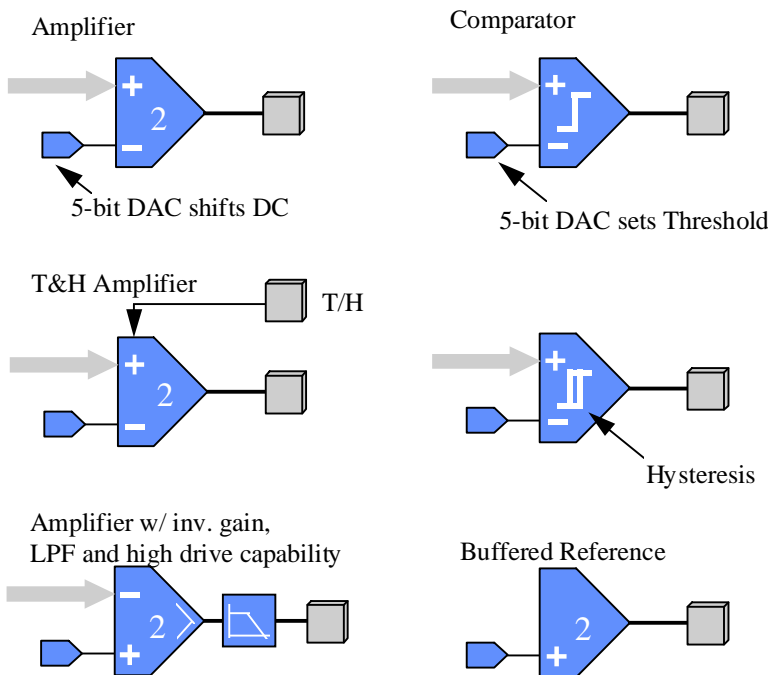 Amplifier
Comparator
+
2
−
+
−
5-bit DAC shifts DC
5-bit DAC sets Threshold
T&H Amplifier
T/H
+
2
−
+
−
Hysteresis
Amplifier w/ inv. gain,
LPF and high drive capability
Buffered Reference
−
2
+
2
+